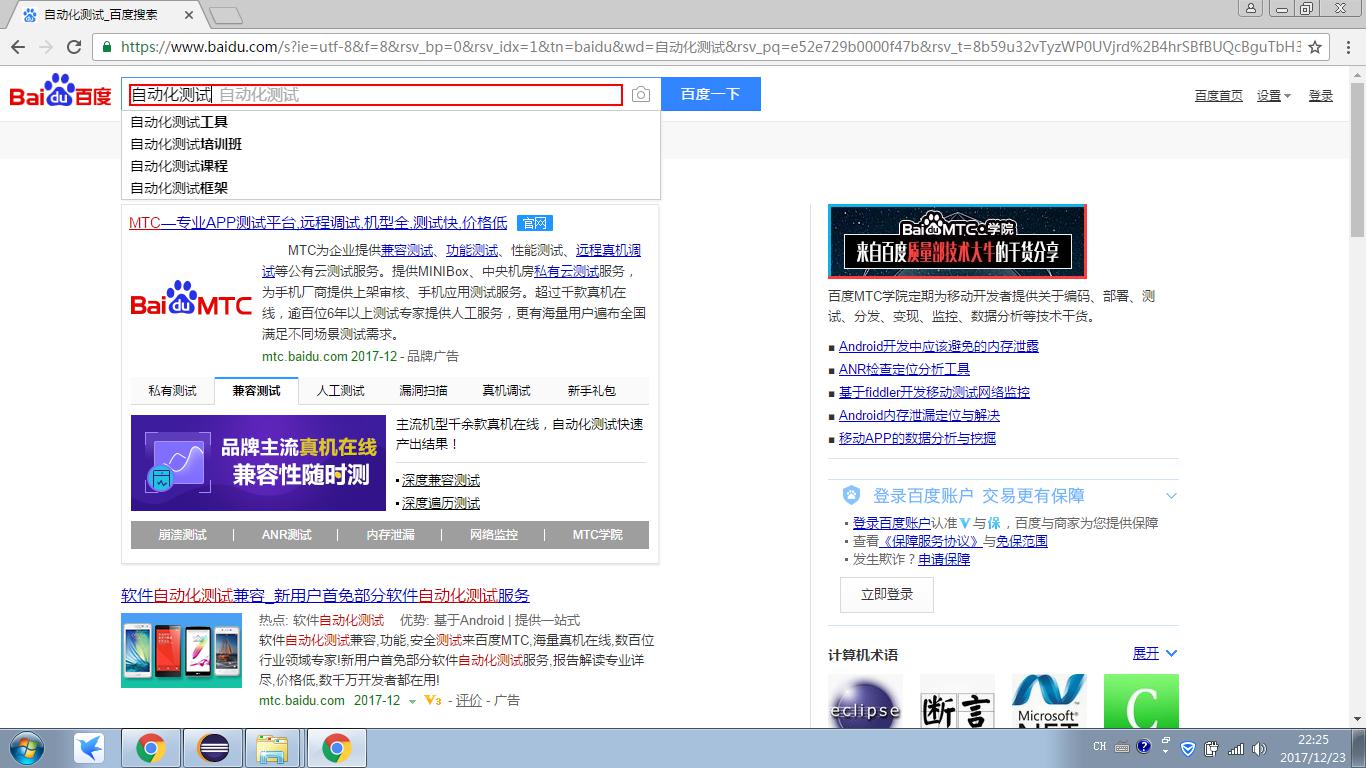 自动化测试_百度搜索
https://www.baidu.com/s?ie=utf-8&f=8&rsv_bp=0&rsv_idx=1&tn=baidu&wd=自动化测试&rsv_pq=e52e729b0000f47b&rsv_t=8b59u32vTyzWP0UVjrd%2B4hrSBfBUQcBguTbH3
Bai du 百度
自动化测试 自动化测试
百度一下
百度首页 设置 登录
自动化测试工具
自动化测试培训班
自动化测试课程
自动化测试框架
MTC—专业APP测试平台,远程调试,机型全,测试快,价格低 官网
MTC为企业提供兼容测试、功能测试、性能测试、远程真机调
试等公有云测试服务。提供MINIBox、中央机房私有云测试服务，
为手机厂商提供上架审核、手机应用测试服务。超过千款真机在
线，逾百位6年以上测试专家提供人工服务，更有海量用户遍布全国
满足不同场景测试需求。
Bai du MTC
mtc.baidu.com 2017-12 - 品牌广告
私有测试 兼容测试 人工测试 漏洞扫描 真机调试 新手礼包
品牌主流真机在线
兼容性随时测
主流机型千余款真机在线，自动化测试快速
产出结果！
深度兼容测试
深度遍历测试
崩溃测试 | ANR测试 | 内存泄漏 | 网络监控 | MTC学院
软件自动化测试兼容_新用户首免部分软件自动化测试服务
热点: 软件自动化测试 优势: 基于Android | 提供一站式
软件自动化测试兼容,功能,安全测试来百度MTC,海量真机在线,数百位
行业领域专家!新用户首免部分软件自动化测试服务,报告解读专业详
尽,价格低,数千万开发者都在用!
mtc.baidu.com 2017-12 V3 - 评价 - 广告
Bai du MTC 学院
来自百度质量部技术大牛的干货分享
百度MTC学院定期为移动开发者提供关于编码、部署、测
试、分发、变现、监控、数据分析等技术干货。
Android开发中应该避免的内存泄露
ANR检查定位分析工具
基于fiddler开发移动测试网络监控
Android内存泄漏定位与解决
移动APP的数据分析与挖掘
登录百度账户 交易更有保障
登录百度账户认准V与保，百度与商家为您提供保障
查看《保障服务协议》与免保范围
发生欺诈？申请保障
立即登录
计算机术语 展开
eclipse
断言
Microsoft
.NET
C
CH
22:25
2017/12/23